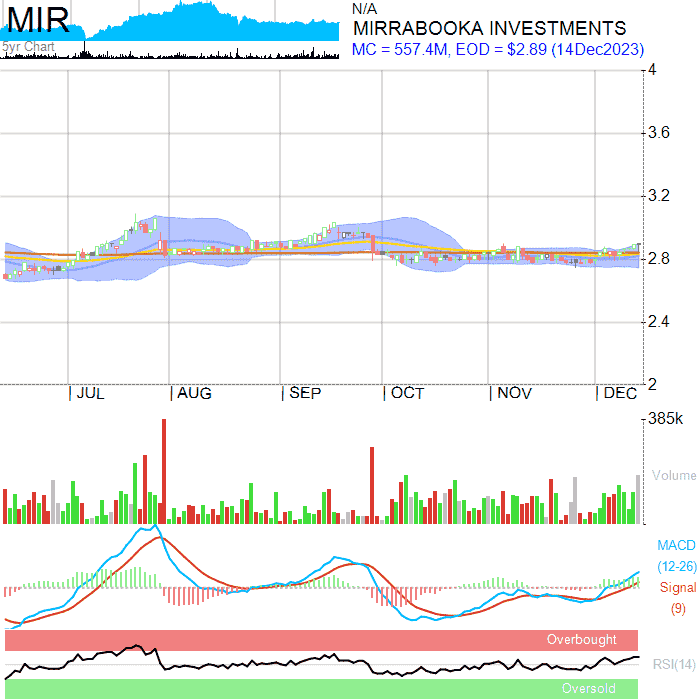 MIR
5yr Chart
N/A
MIRRABOOKA INVESTMENTS
MC = 557.4M, EOD = $2.89 (14Dec2023)
4
3.6
3.2
2.8
2.4
2
JUL AUG SEP OCT NOV DEC
385k
Volume
MACD
(12-26)
Signal
(9)
Overbought
RSI(14)
Oversold